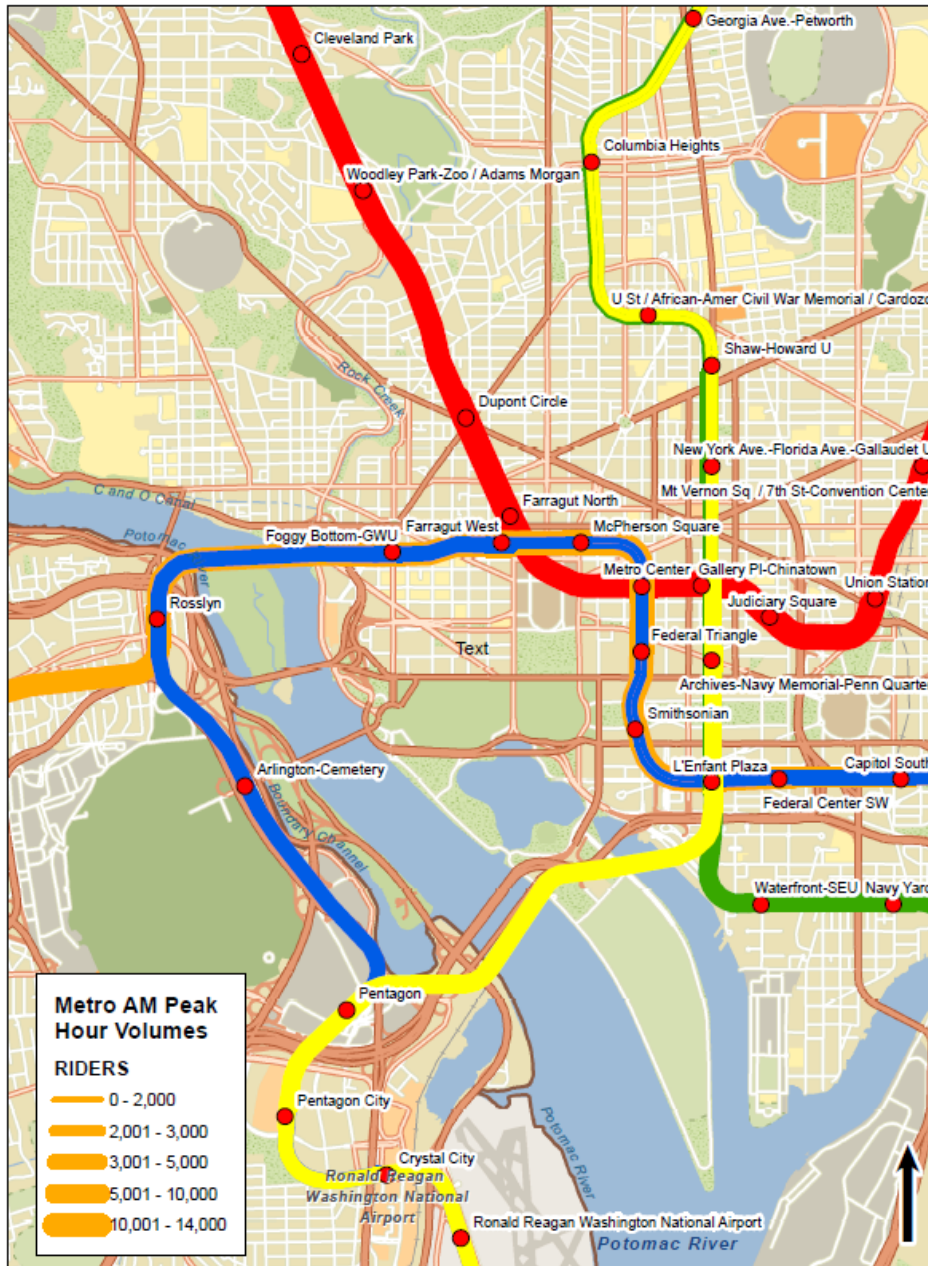 Georgia Ave.-Petworth
Cleveland Park
Columbia Heights
Woodley Park-Zoo / Adams Morgan
U St / African-Amer Civil War Memorial / Cardozo
Shaw-Howard U
Rock Creek
Dupont Circle
New York Ave.-Florida Ave.-Gallaudet U
Mt Vernon Sq / 7th St-Convention Center
C and O Canal
Farragut North
Potomac River
Farragut West
McPherson Square
Foggy Bottom-GWU
Metro Center
Gallery Pl-Chinatown
Union Station
Judiciary Square
Rosslyn
Federal Triangle
Text
Archives-Navy Memorial-Penn Quarter
Smithsonian
L'Enfant Plaza
Capitol South
Arlington-Cemetery
Federal Center SW
Boundary Channel
Waterfront-SEU
Navy Yard
Pentagon
Metro AM Peak
Hour Volumes
RIDERS
0 - 2,000
2,001 - 3,000
3,001 - 5,000
5,001 - 10,000
10,001 - 14,000
Pentagon City
Potomac River
Crystal City
Ronald Reagan
Washington National
Airport
Ronald Reagan Washington National Airport
Potomac River